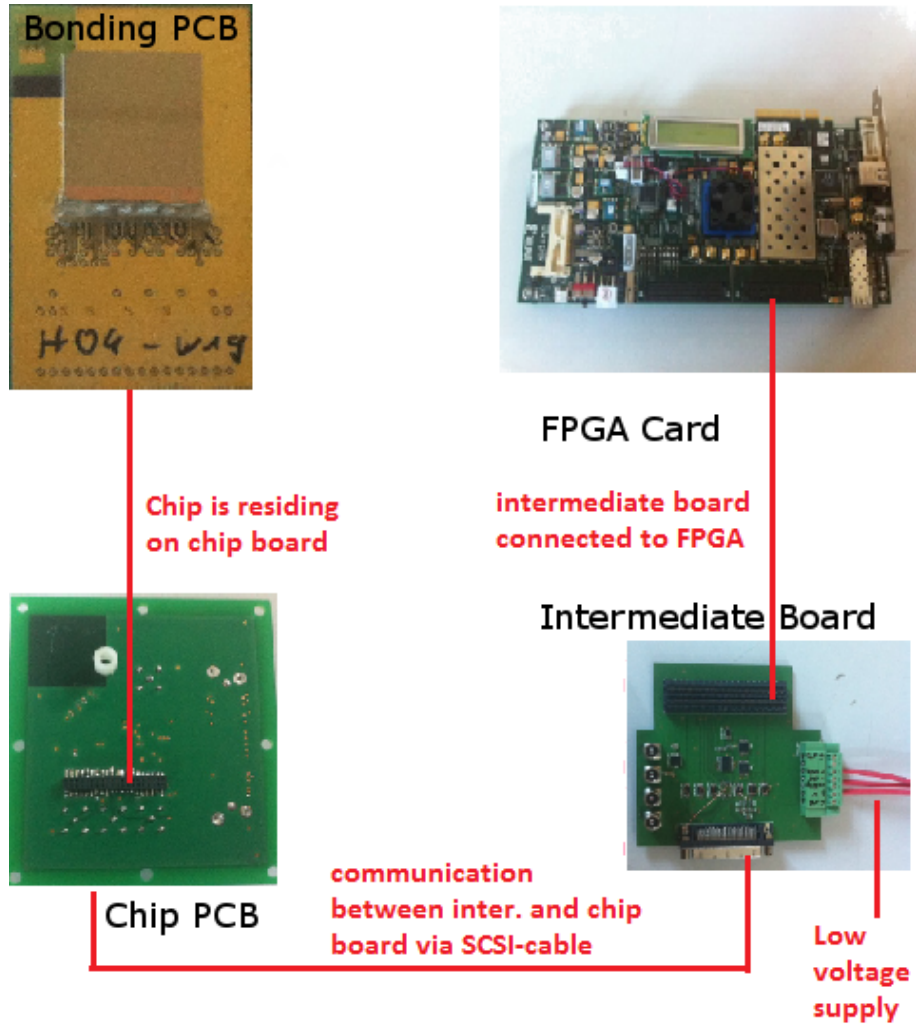 Bonding PCB
H04 - W19
FPGA Card
Chip is residing
on chip board
intermediate board
connected to FPGA
Intermediate Board
Chip PCB
communication
between inter. and chip
board via SCSI-cable
Low
voltage
supply